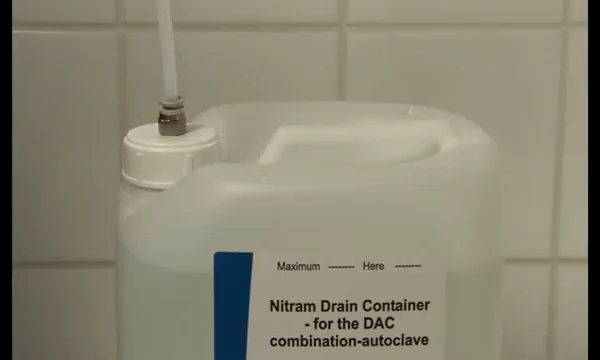 Maximum -------- Here --------
Nitram Drain Container
- for the DAC
combination-autoclave